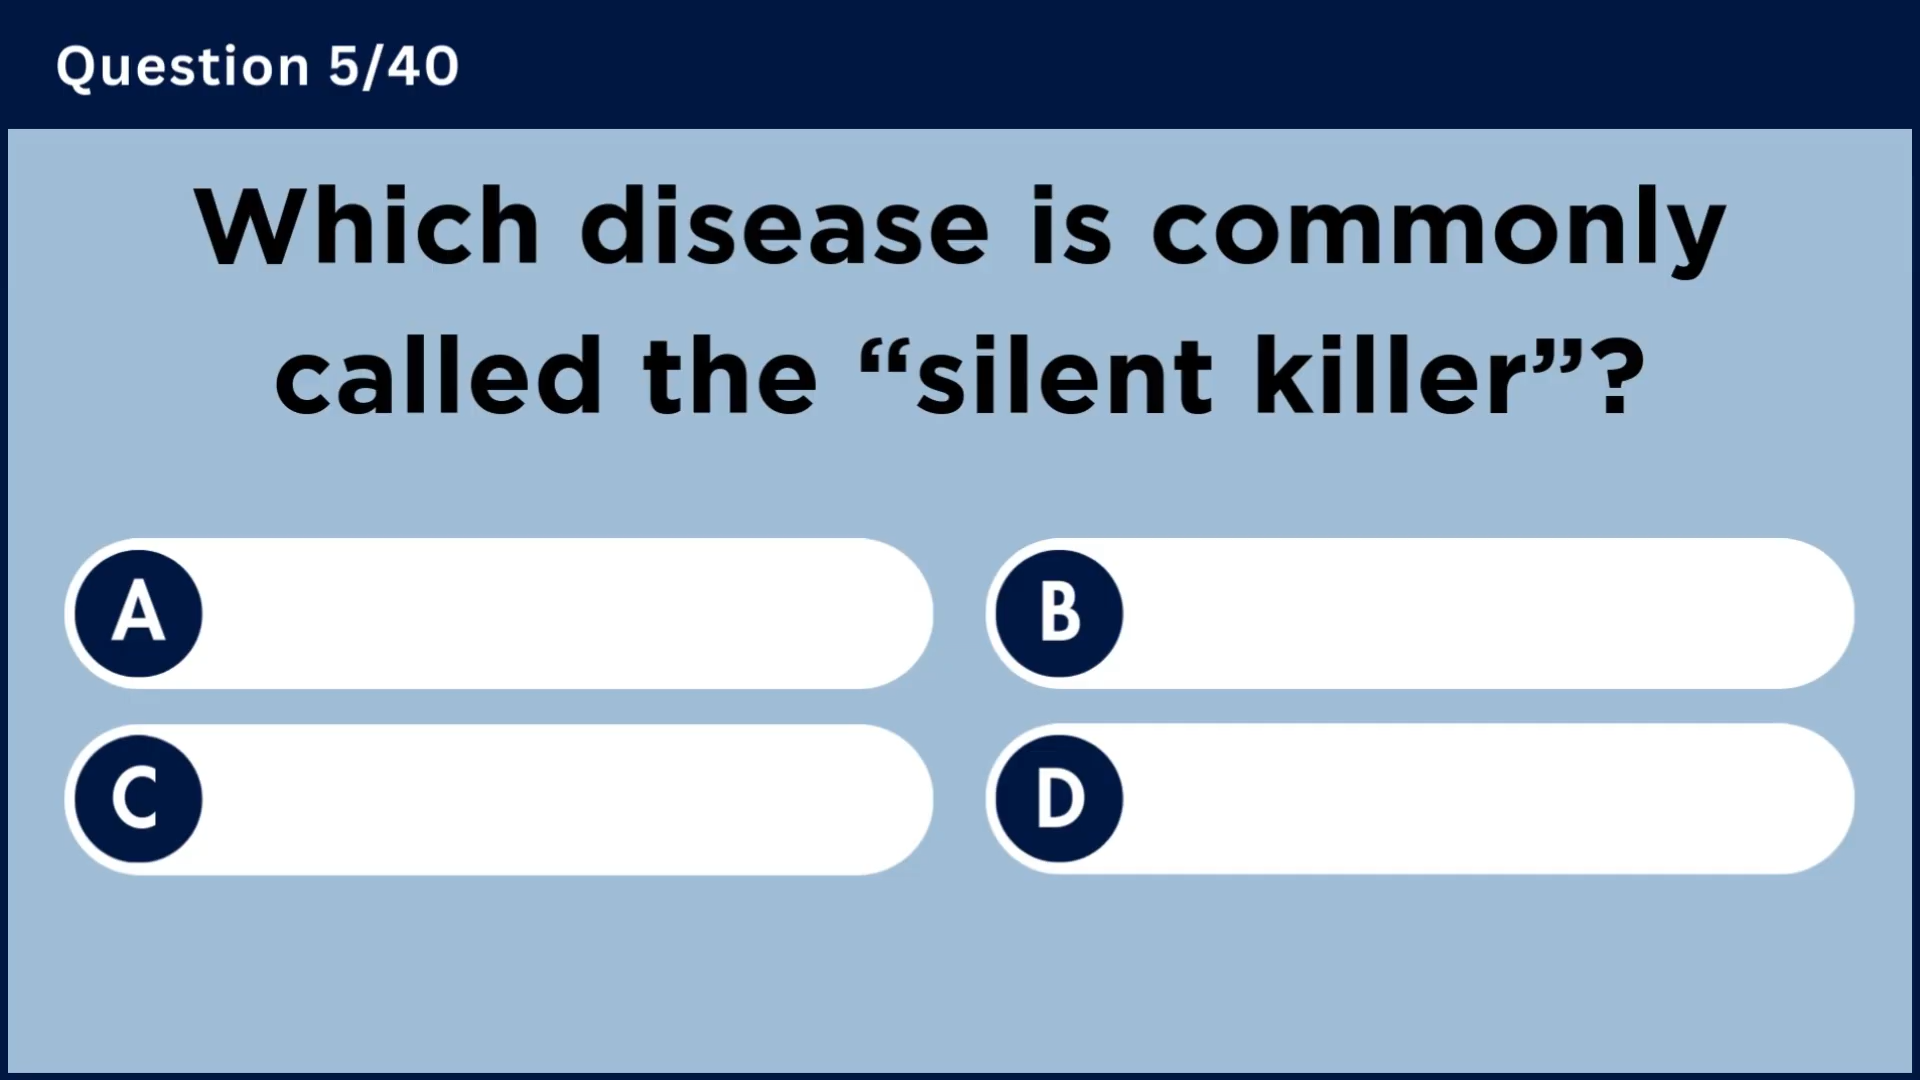 Question 5/40
Which disease is commonly
called the “silent killer”?
A
B
C
D